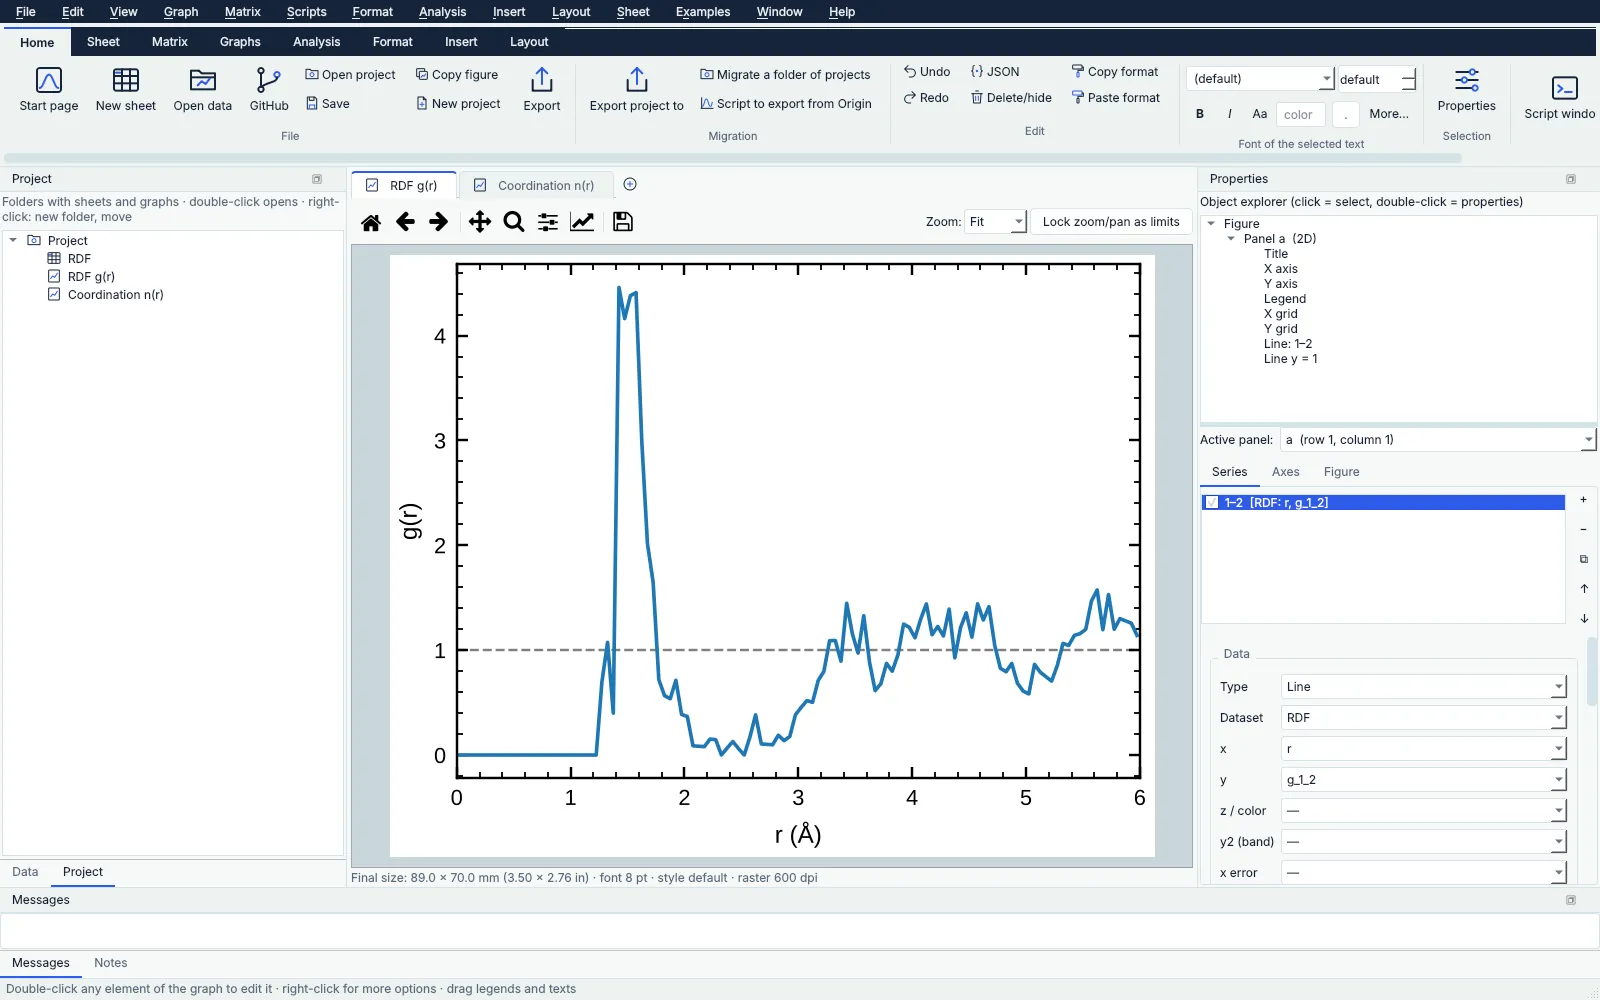 File Edit View Graph Matrix Scripts Format Analysis Insert Layout Sheet Examples Window Help
Home Sheet Matrix Graphs Analysis Format Insert Layout
Start page New sheet Open data GitHub Open project Save Copy figure New project Export
File
Export project to Migrate a folder of projects Script to export from Origin
Migration
Undo Redo {·} JSON Delete/hide Copy format Paste format
Edit
(default) default
B I Aa color . More...
Font of the selected text
Properties
Selection
Script windo
Project
Folders with sheets and graphs · double-click opens · right-
click: new folder, move
Project
RDF
RDF g(r)
Coordination n(r)
Data Project
RDF g(r) Coordination n(r)
Zoom: Fit Lock zoom/pan as limits
g(r)
4
3
2
1
0
0 1 2 3 4 5 6
r (Å)
Final size: 89.0 × 70.0 mm (3.50 × 2.76 in) · font 8 pt · style default · raster 600 dpi
Properties
Object explorer (click = select, double-click = properties)
Figure
Panel a (2D)
Title
X axis
Y axis
Legend
X grid
Y grid
Line: 1–2
Line y = 1
Active panel: a (row 1, column 1)
Series Axes Figure
1–2 [RDF: r, g_1_2]
Data
Type Line
Dataset RDF
x r
y g_1_2
z / color —
y2 (band) —
x error —
Messages
Messages Notes
Double-click any element of the graph to edit it · right-click for more options · drag legends and texts